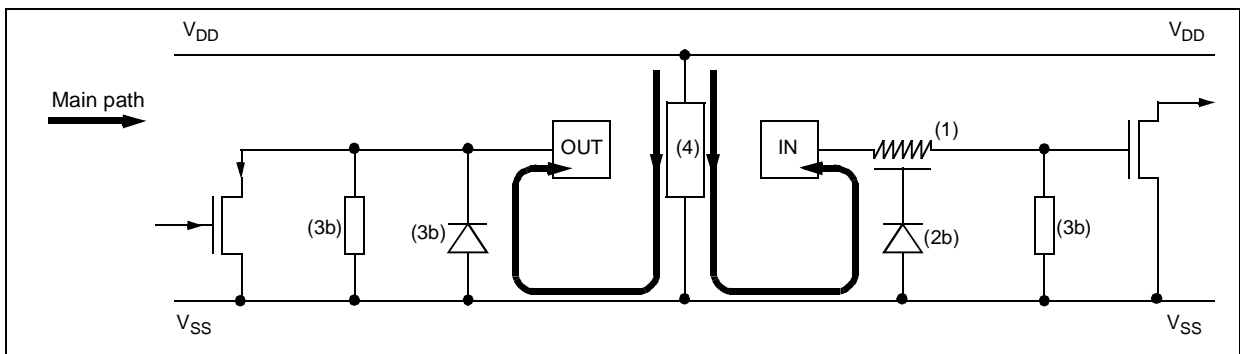 VDD
VDD
Main path
OUT
(4)
IN
(1)
(3b)
(3b)
(2b)
(3b)
VSS
VSS